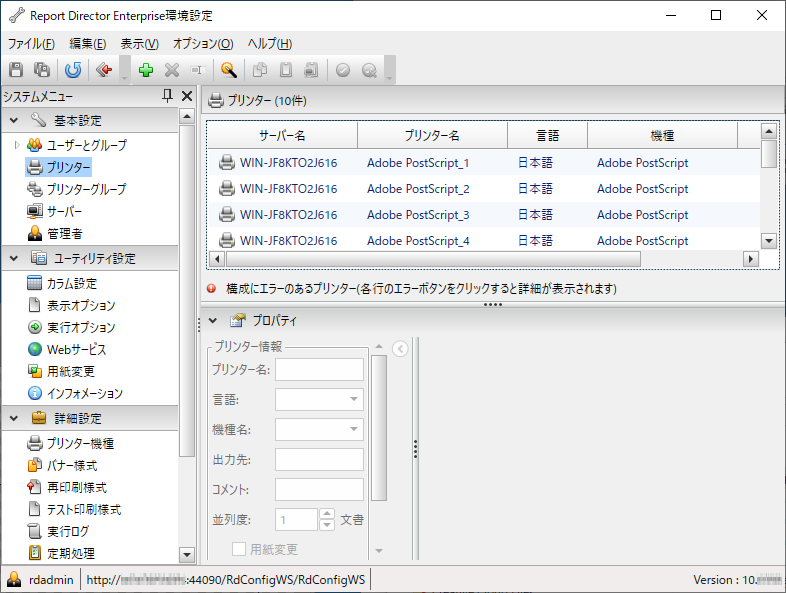 Report Director Enterprise環境設定
ファイル(F) 編集(E) 表示(V) オプション(O) ヘルプ(H)
システムメニュー
基本設定
ユーザーとグループ
プリンター
プリンターグループ
サーバー
管理者
ユーティリティ設定
カラム設定
表示オプション
実行オプション
Webサービス
用紙変更
インフォメーション
詳細設定
プリンター機種
バナー様式
再印刷様式
テスト印刷様式
実行ログ
定期処理
プリンター (10件)
サーバー名 プリンター名 言語 機種
WIN-JF8KTO2J616 Adobe PostScript_1 日本語 Adobe PostScript
WIN-JF8KTO2J616 Adobe PostScript_2 日本語 Adobe PostScript
WIN-JF8KTO2J616 Adobe PostScript_3 日本語 Adobe PostScript
WIN-JF8KTO2J616 Adobe PostScript_4 日本語 Adobe PostScript
構成にエラーのあるプリンター(各行のエラーボタンをクリックすると詳細が表示されます)
プロパティ
プリンター情報
プリンター名:
言語:
機種名:
出力先:
コメント:
並列度: 1 文書
用紙変更
rdadmin http:// :44090/RdConfigWS/RdConfigWS Version : 10.